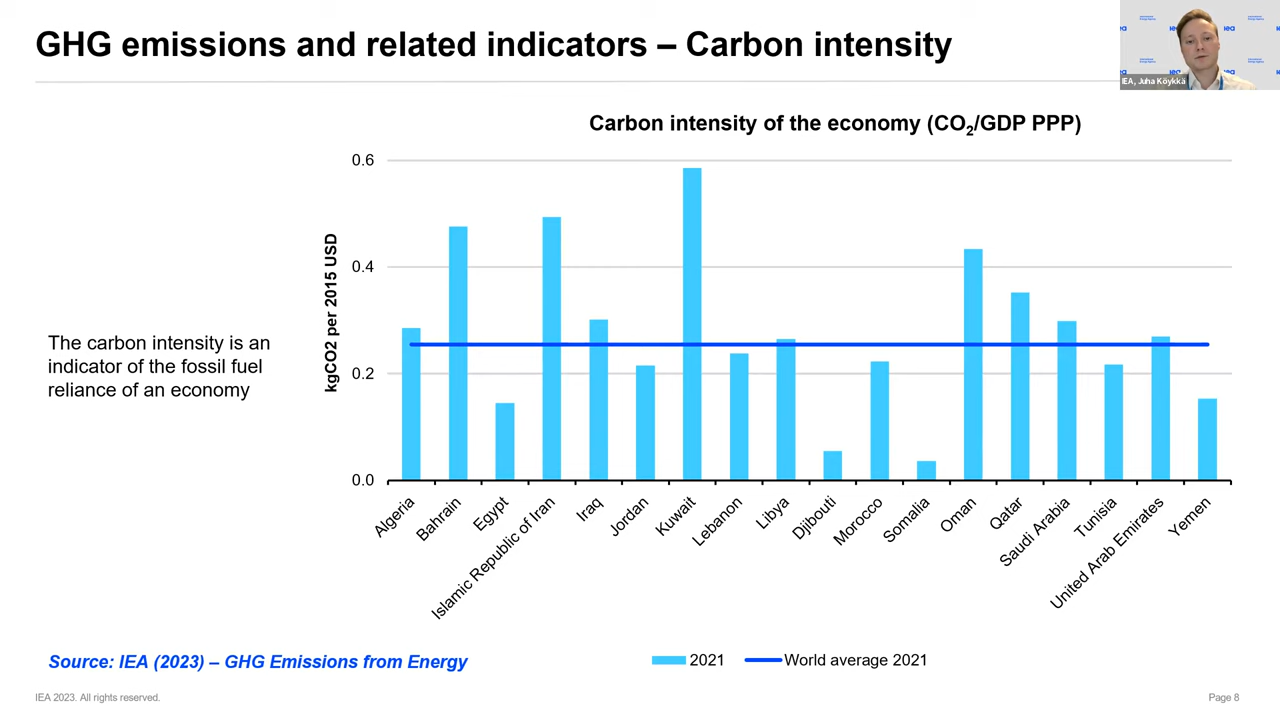 GHG emissions and related indicators – Carbon intensity
IEA, Juha Köykkä
Carbon intensity of the economy (CO₂/GDP PPP)
kgCO2 per 2015 USD
0.6
0.4
0.2
0.0
The carbon intensity is an
indicator of the fossil fuel
reliance of an economy
Algeria
Bahrain
Egypt
Islamic Republic of Iran
Iraq
Jordan
Kuwait
Lebanon
Libya
Djibouti
Morocco
Somalia
Oman
Qatar
Saudi Arabia
Tunisia
United Arab Emirates
Yemen
2021
World average 2021
Source: IEA (2023) – GHG Emissions from Energy
IEA 2023. All rights reserved.
Page 8